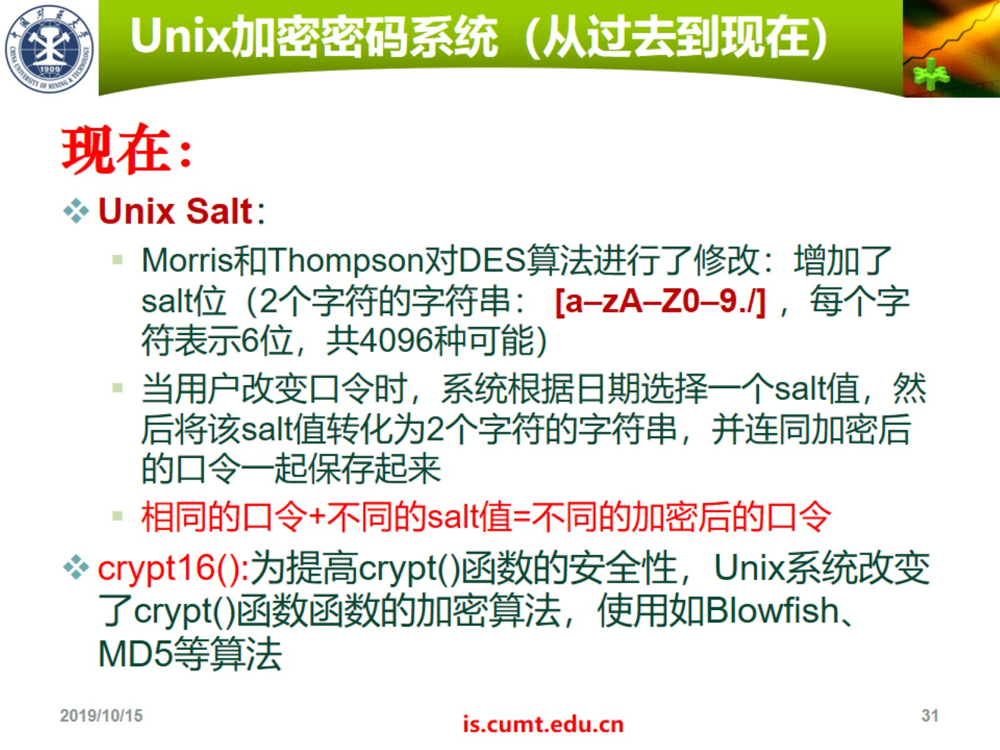 Unix加密密码系统（从过去到现在）
中国矿业大学
CHINA UNIVERSITY OF MINING & TECHNOLOGY
1909
现在：
Unix Salt：
Morris和Thompson对DES算法进行了修改：增加了
salt位（2个字符的字符串： [a–zA–Z0–9./] ，每个字
符表示6位，共4096种可能）
当用户改变口令时，系统根据日期选择一个salt值，然
后将该salt值转化为2个字符的字符串，并连同加密后
的口令一起保存起来
相同的口令+不同的salt值=不同的加密后的口令
crypt16():为提高crypt()函数的安全性，Unix系统改变
了crypt()函数函数的加密算法，使用如Blowfish、
MD5等算法
2019/10/15
is.cumt.edu.cn
31